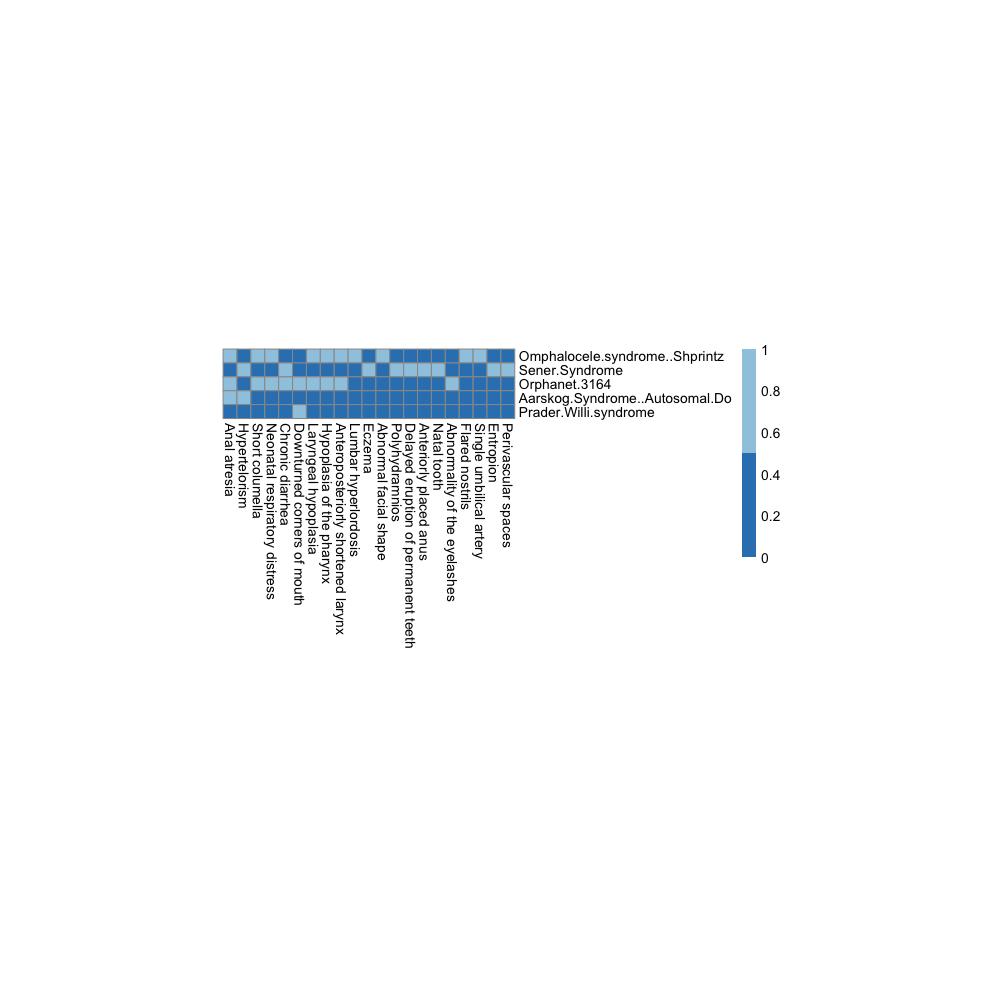 Omphalocele.syndrome..Shprintz
Sener.Syndrome
Orphanet.3164
Aarskog.Syndrome..Autosomal.Do
Prader.Willi.syndrome
Anal atresia
Hypertelorism
Short columella
Neonatal respiratory distress
Chronic diarrhea
Downturned corners of mouth
Laryngeal hypoplasia
Hypoplasia of the pharynx
Anteroposteriorly shortened larynx
Lumbar hyperlordosis
Eczema
Abnormal facial shape
Polyhydramnios
Delayed eruption of permanent teeth
Anteriorly placed anus
Natal tooth
Abnormality of the eyelashes
Flared nostrils
Single umbilical artery
Entropion
Perivascular spaces
1
0.8
0.6
0.4
0.2
0